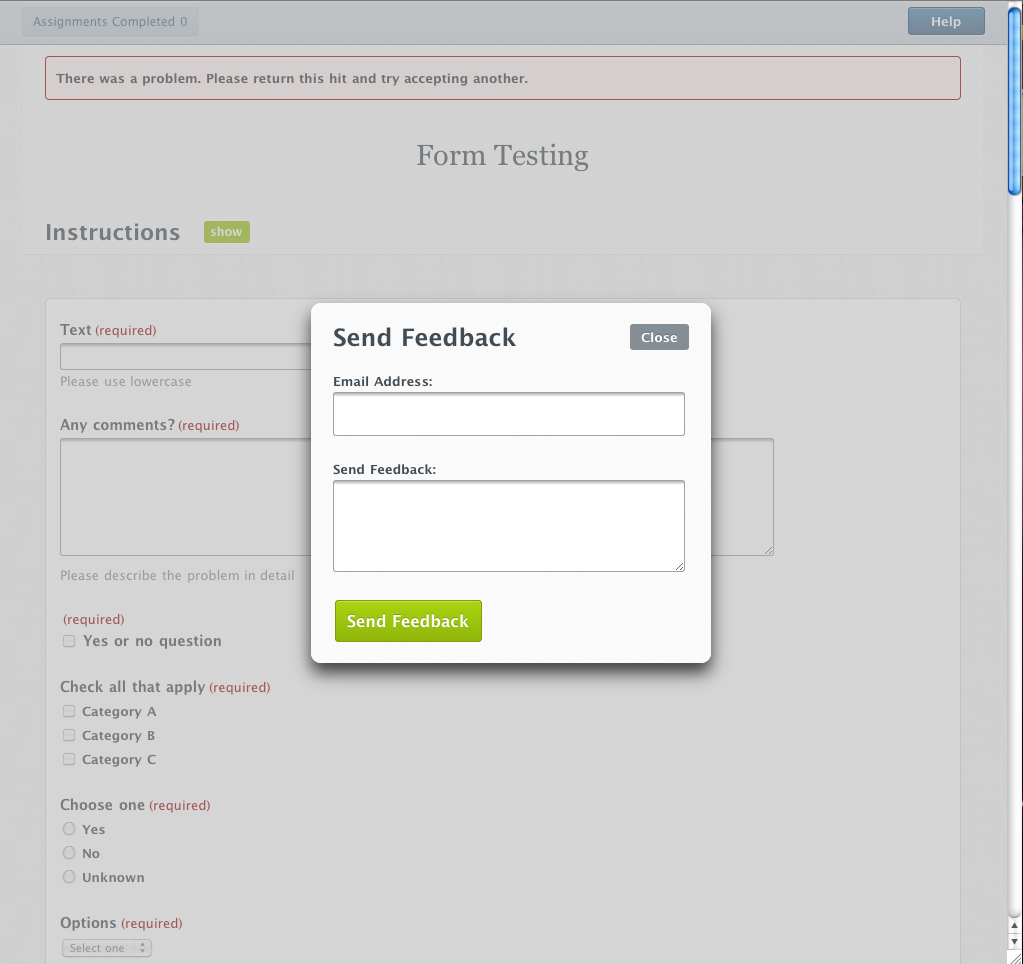 Assignments Completed 0
Help
There was a problem. Please return this hit and try accepting another.
Form Testing
Instructions show
Text (required)
Please use lowercase
Any comments? (required)
Please describe the problem in detail
(required)
Yes or no question
Check all that apply (required)
Category A
Category B
Category C
Choose one (required)
Yes
No
Unknown
Options (required)
Select one
Send Feedback
Close
Email Address:
Send Feedback:
Send Feedback